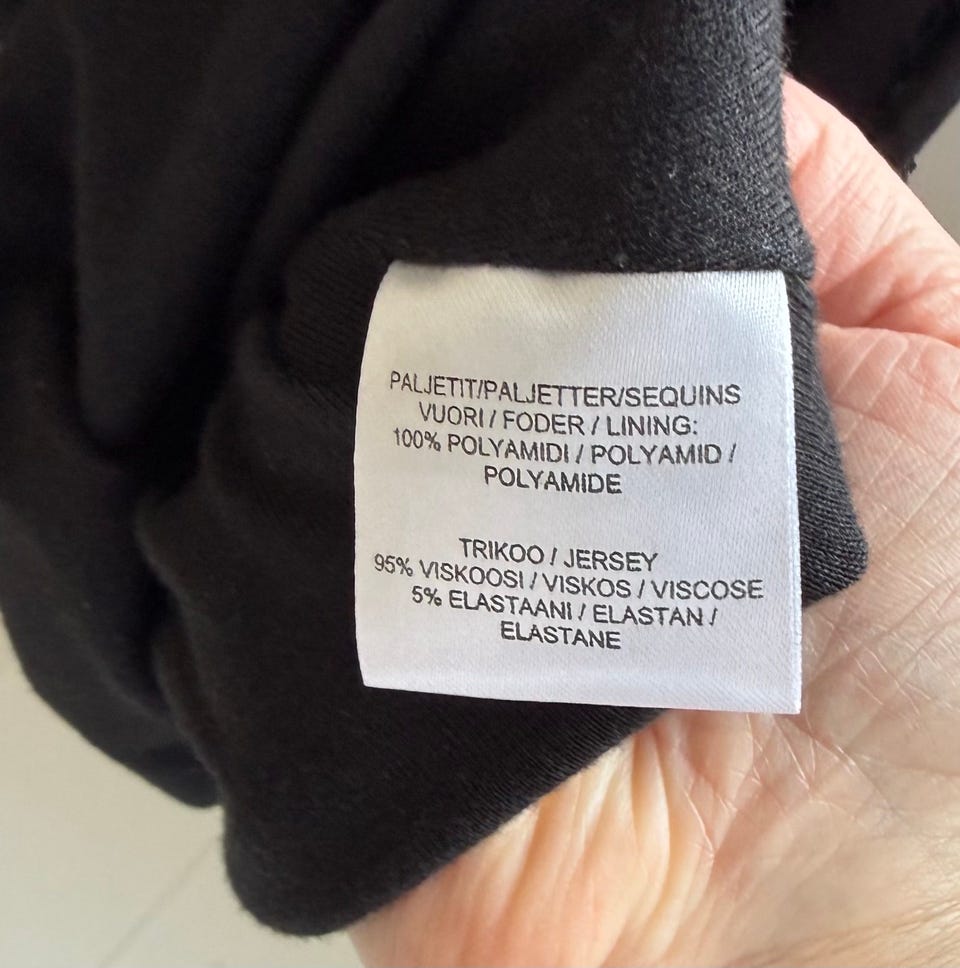 PALJETIT/PALJETTER/SEQUINS
VUORI / FODER / LINING:
100% POLYAMIDI / POLYAMID /
POLYAMIDE
TRIKOO / JERSEY
95% VISKOOSI / VISKOS / VISCOSE
5% ELASTAANI / ELASTAN /
ELASTANE